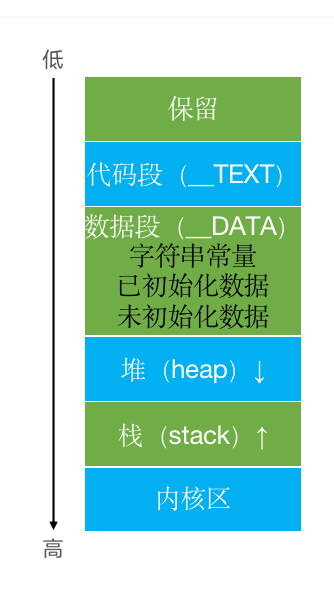 低
保留
代码段（__TEXT）
数据段（__DATA）
字符串常量
已初始化数据
未初始化数据
堆（heap）↓
栈（stack）↑
内核区
高